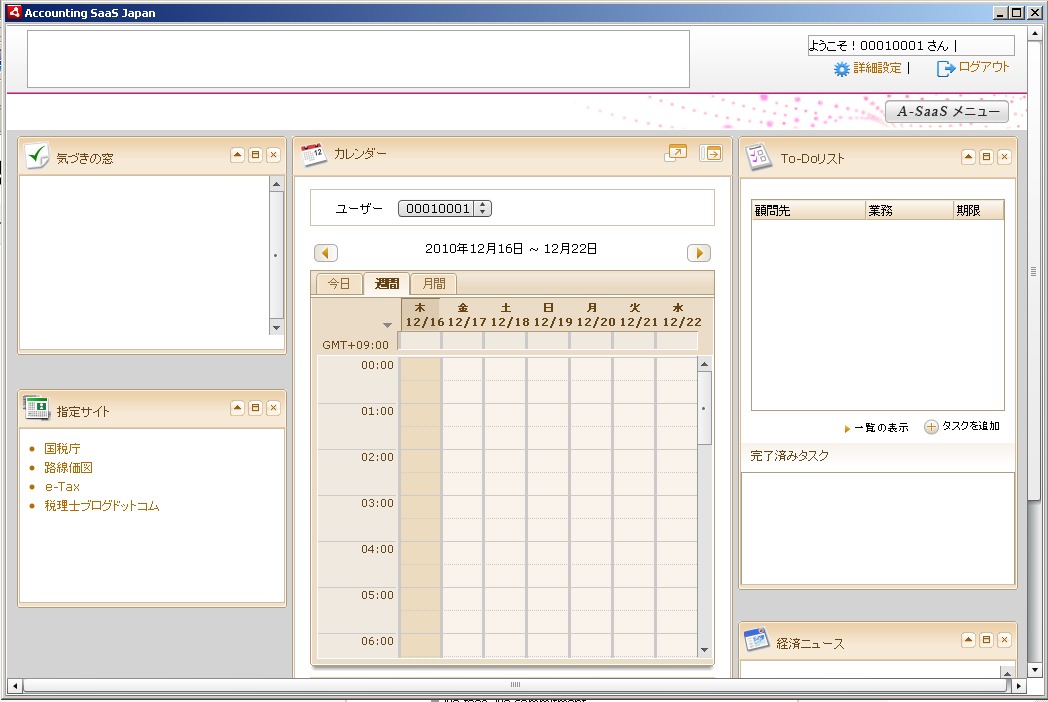 Accounting SaaS Japan
ようこそ！00010001 さん |
詳細設定 |
ログアウト
A-SaaS メニュー
気づきの窓
カレンダー
ユーザー 00010001
2010年12月16日 ～ 12月22日
今日 週間 月間
木 金 土 日 月 火 水
12/16 12/17 12/18 12/19 12/20 12/21 12/22
GMT+09:00
00:00
01:00
02:00
03:00
04:00
05:00
06:00
To-Doリスト
顧問先 業務 期限
一覧の表示 タスクを追加
完了済みタスク
指定サイト
国税庁
路線価図
e-Tax
税理士ブログドットコム
経済ニュース